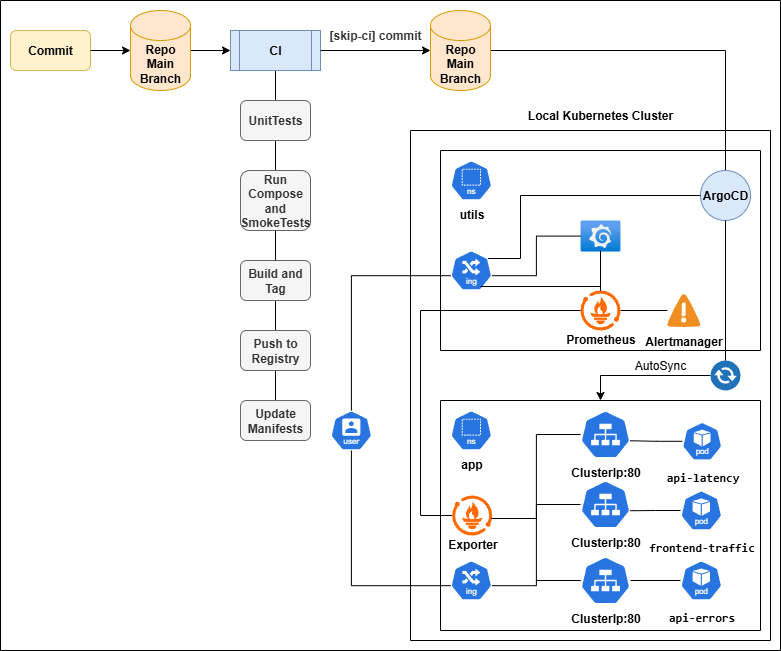 Commit
Repo
Main
Branch
CI
[skip-ci] commit
Repo
Main
Branch
UnitTests
Run
Compose
and
SmokeTests
Build and
Tag
Push to
Registry
Update
Manifests
Local Kubernetes Cluster
ns
utils
ArgoCD
ing
Prometheus
Alertmanager
AutoSync
user
ns
app
ClusterIp:80
pod
api-latency
Exporter
ClusterIp:80
pod
frontend-traffic
ing
ClusterIp:80
pod
api-errors